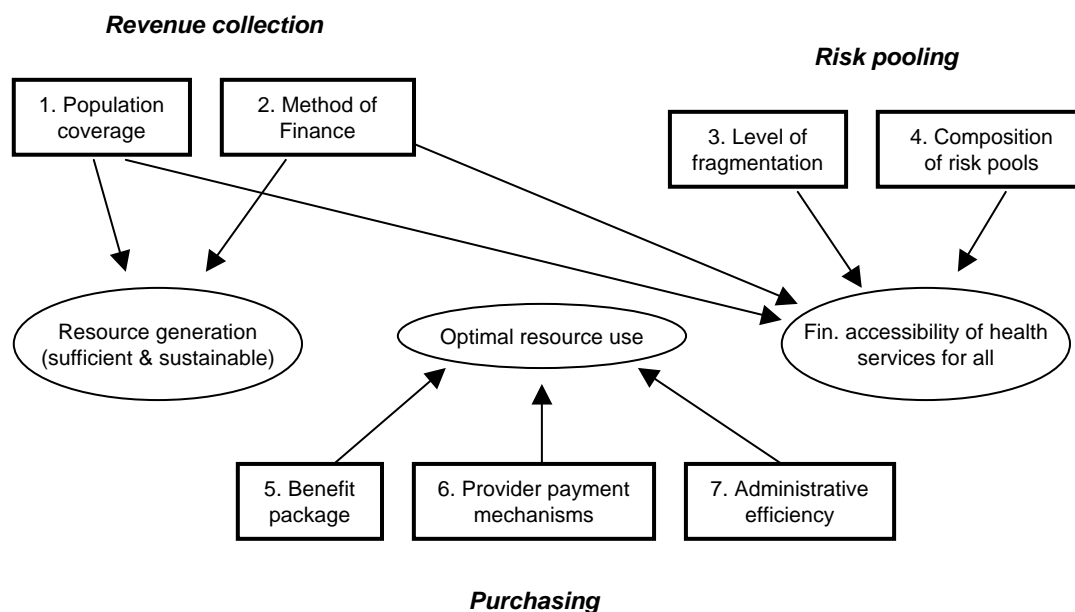 Revenue collection
Risk pooling
1. Population
coverage
2. Method of
Finance
3. Level of
fragmentation
4. Composition
of risk pools
Resource generation
(sufficient & sustainable)
Optimal resource use
Fin. accessibility of health
services for all
5. Benefit
package
6. Provider payment
mechanisms
7. Administrative
efficiency
Purchasing